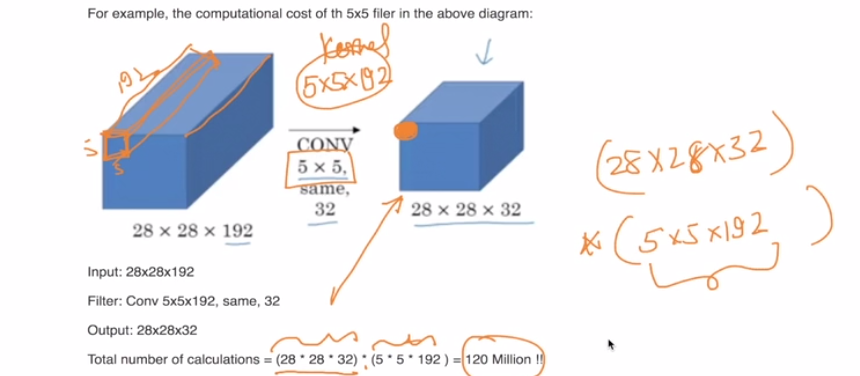 For example, the computational cost of th 5x5 filer in the above diagram:
Kernel
5x5x192
192
5
5
CONV
5 × 5,
same,
32
28 × 28 × 192
28 × 28 × 32
(28x28x32)
* (5x5x192)
Input: 28x28x192
Filter: Conv 5x5x192, same, 32
Output: 28x28x32
Total number of calculations = (28 * 28 * 32) * (5 * 5 * 192 ) = 120 Million !!